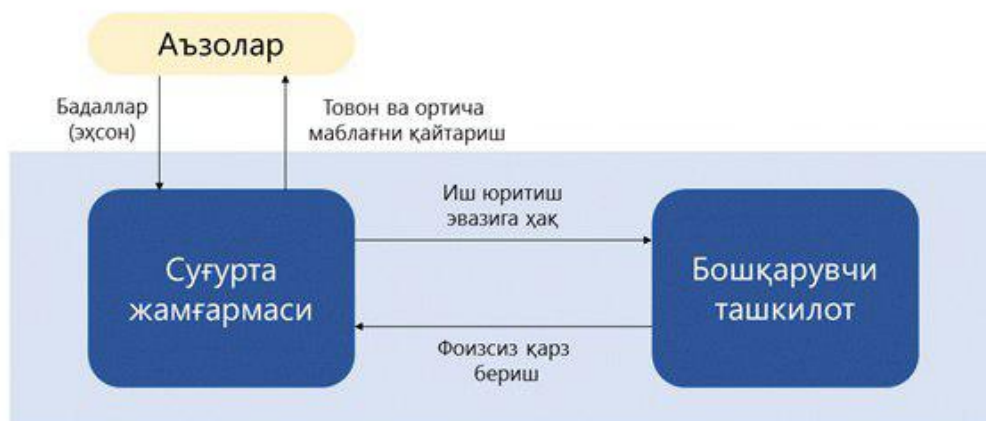 Аъзолар
Бадаллар
(эҳсон)
Товон ва ортича
маблағни қайтариш
Суғурта
жамғармаси
Иш юритиш
эвазига ҳақ
Фоизсиз қарз
бериш
Бошқарувчи
ташкилот